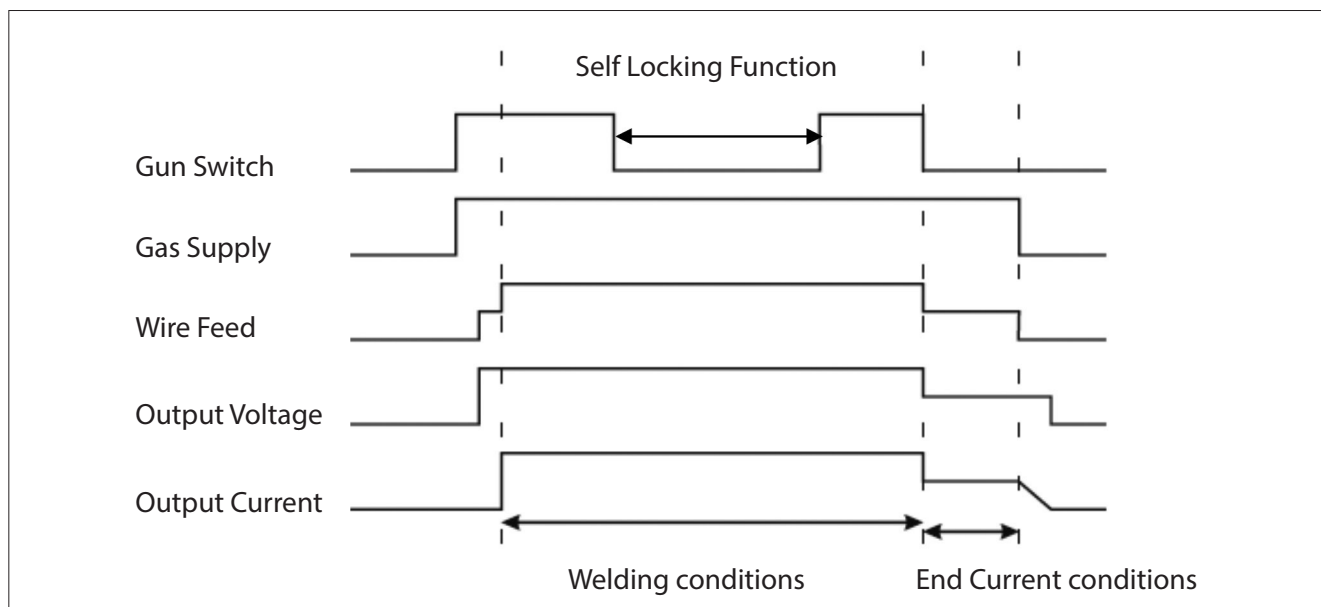 Self Locking Function
Gun Switch
Gas Supply
Wire Feed
Output Voltage
Output Current
Welding conditions
End Current conditions